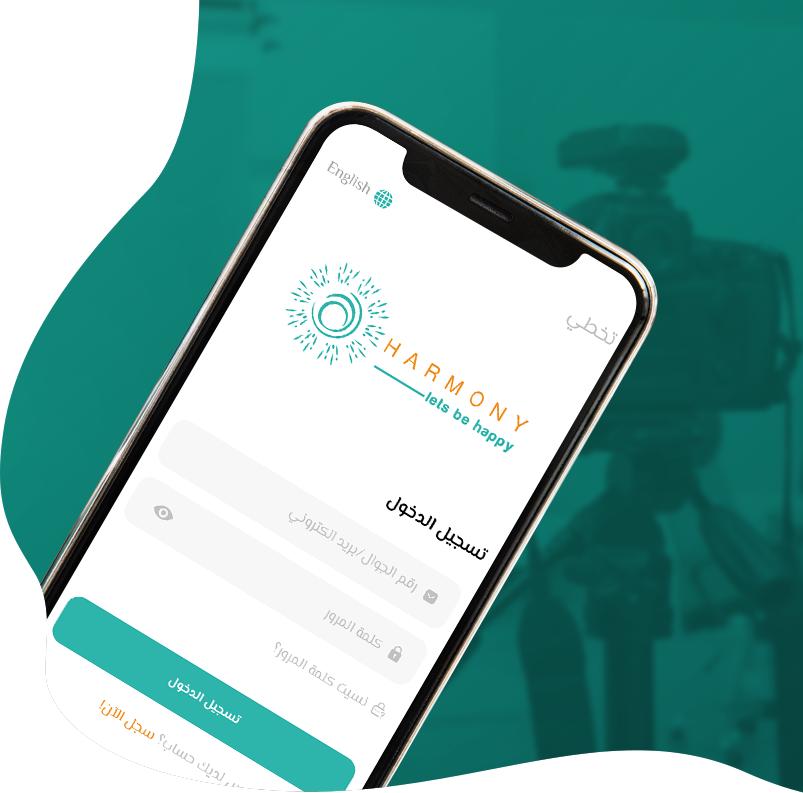 English
تخطي
HARMONY
lets be happy
تسجيل الدخول
رقم الجوال/بريد الكتروني
كلمة المرور
نسيت كلمة المرور؟
تسجيل الدخول
لديك حساب؟ سجل الآن!